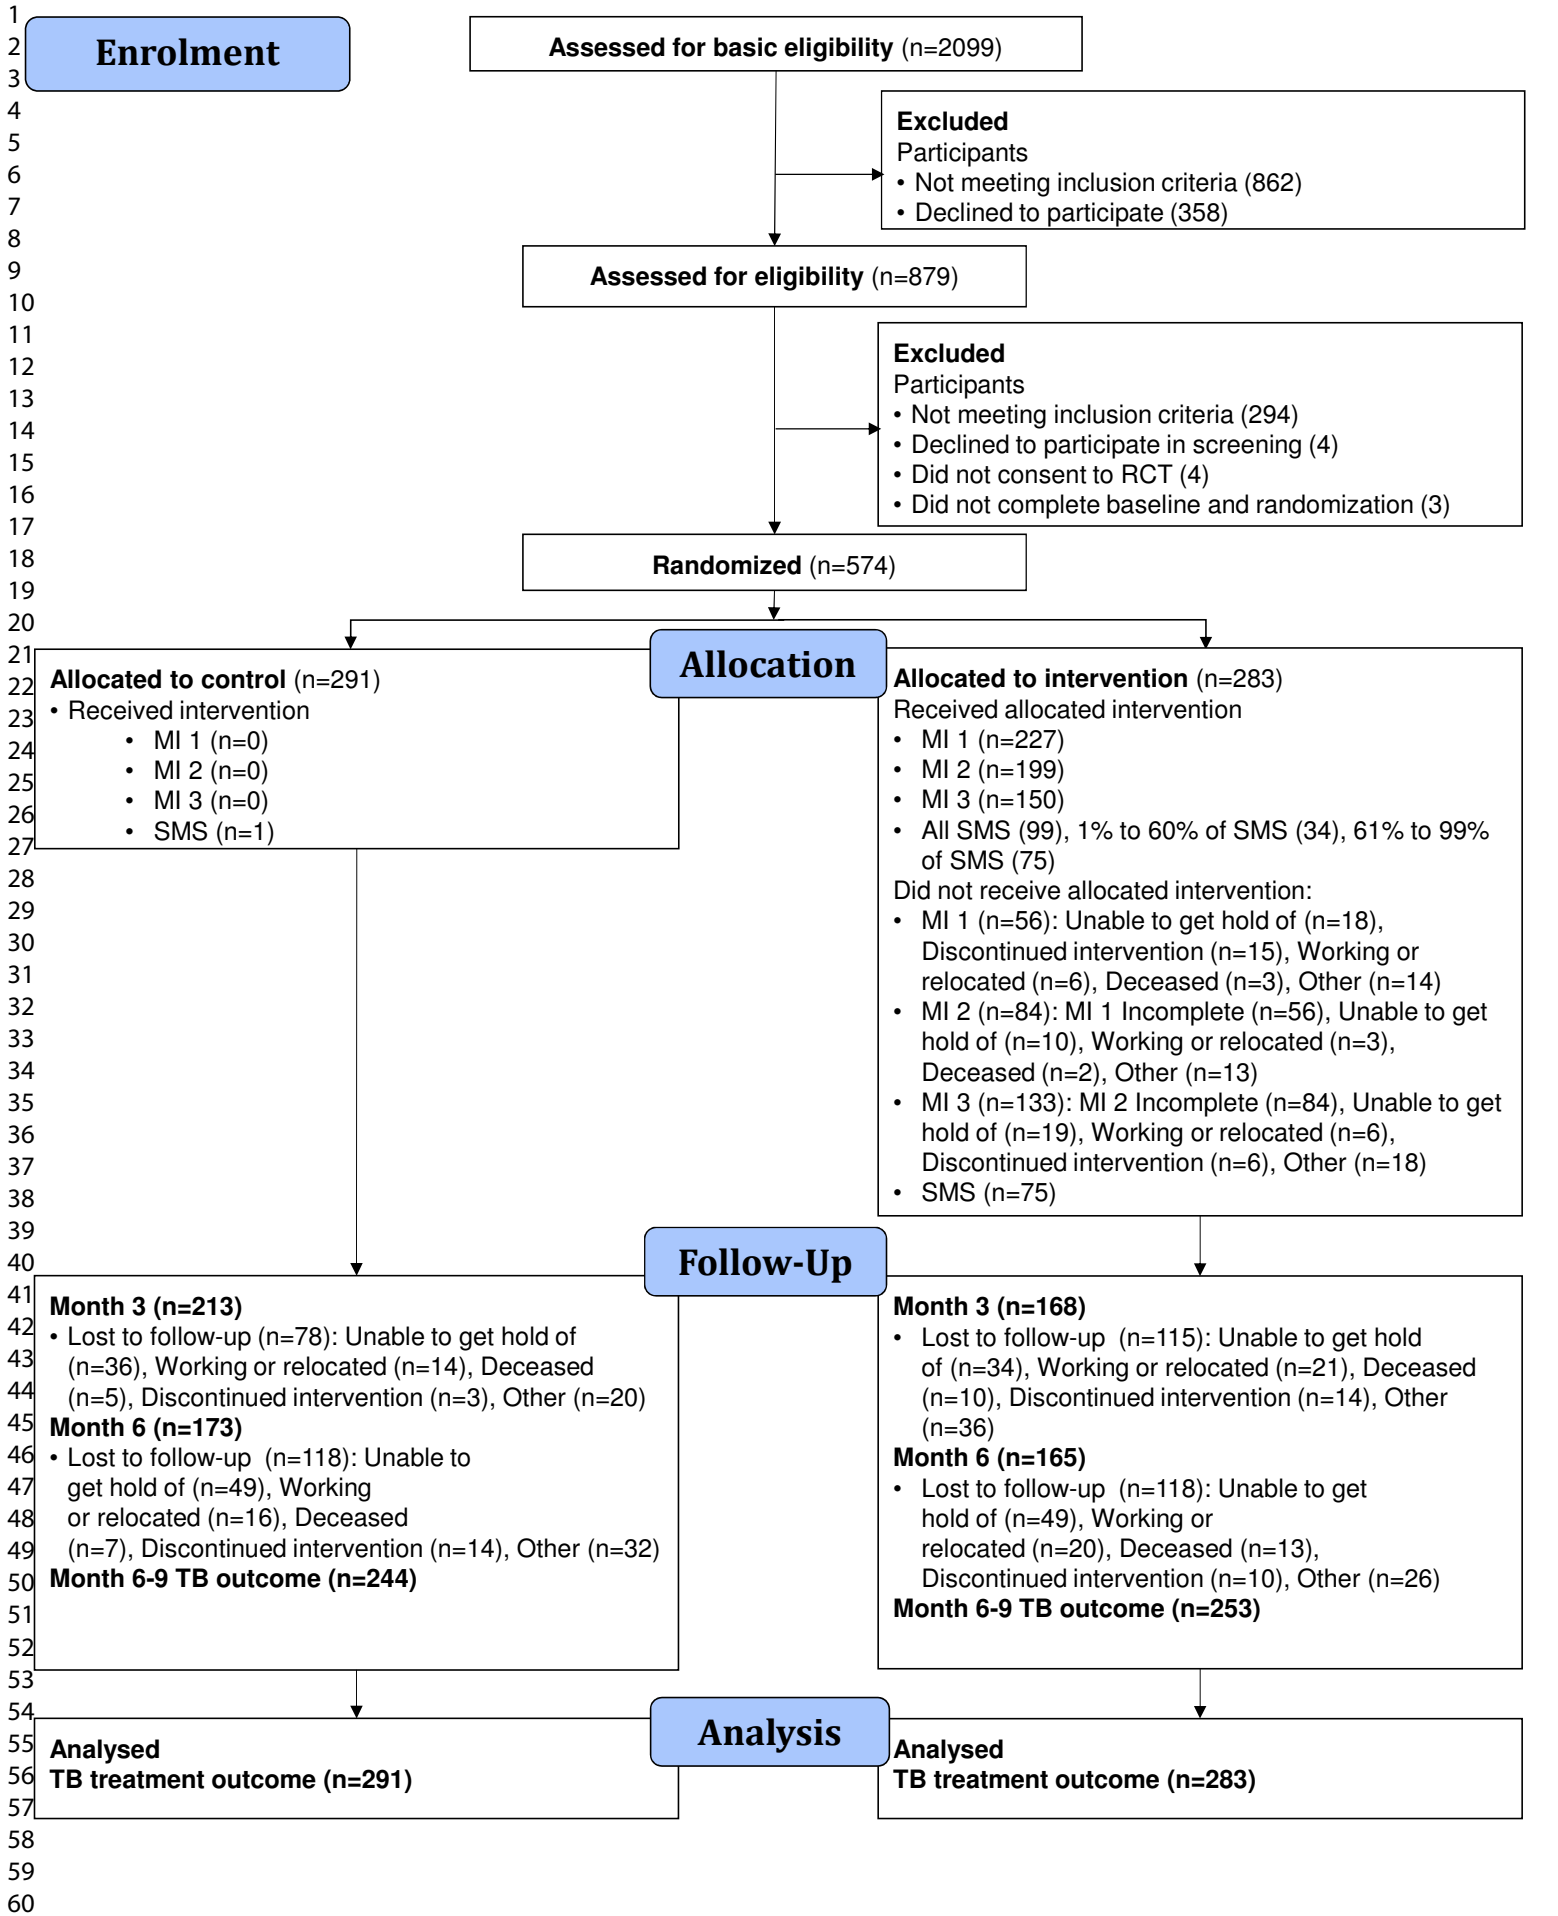 1
2
3
4
5
6
7
8
9
10
11
12
13
14
15
16
17
18
19
20
21
22
23
24
25
26
27
28
29
30
31
32
33
34
35
36
37
38
39
40
41
42
43
44
45
46
47
48
49
50
51
52
53
54
55
56
57
58
59
60
Enrolment
Assessed for basic eligibility (n=2099)
Excluded
Participants
• Not meeting inclusion criteria (862)
• Declined to participate (358)
Assessed for eligibility (n=879)
Excluded
Participants
• Not meeting inclusion criteria (294)
• Declined to participate in screening (4)
• Did not consent to RCT (4)
• Did not complete baseline and randomization (3)
Randomized (n=574)
Allocation
Allocated to control (n=291)
• Received intervention
• MI 1 (n=0)
• MI 2 (n=0)
• MI 3 (n=0)
• SMS (n=1)
Allocated to intervention (n=283)
Received allocated intervention
• MI 1 (n=227)
• MI 2 (n=199)
• MI 3 (n=150)
• All SMS (99), 1% to 60% of SMS (34), 61% to 99%
of SMS (75)
Did not receive allocated intervention:
• MI 1 (n=56): Unable to get hold of (n=18),
Discontinued intervention (n=15), Working or
relocated (n=6), Deceased (n=3), Other (n=14)
• MI 2 (n=84): MI 1 Incomplete (n=56), Unable to get
hold of (n=10), Working or relocated (n=3),
Deceased (n=2), Other (n=13)
• MI 3 (n=133): MI 2 Incomplete (n=84), Unable to get
hold of (n=19), Working or relocated (n=6),
Discontinued intervention (n=6), Other (n=18)
• SMS (n=75)
Follow-Up
Month 3 (n=213)
• Lost to follow-up (n=78): Unable to get hold of
(n=36), Working or relocated (n=14), Deceased
(n=5), Discontinued intervention (n=3), Other (n=20)
Month 6 (n=173)
• Lost to follow-up (n=118): Unable to
get hold of (n=49), Working
or relocated (n=16), Deceased
(n=7), Discontinued intervention (n=14), Other (n=32)
Month 6-9 TB outcome (n=244)
Month 3 (n=168)
• Lost to follow-up (n=115): Unable to get hold
of (n=34), Working or relocated (n=21), Deceased
(n=10), Discontinued intervention (n=14), Other
(n=36)
Month 6 (n=165)
• Lost to follow-up (n=118): Unable to get
hold of (n=49), Working or
relocated (n=20), Deceased (n=13),
Discontinued intervention (n=10), Other (n=26)
Month 6-9 TB outcome (n=253)
Analysis
Analysed
TB treatment outcome (n=291)
Analysed
TB treatment outcome (n=283)